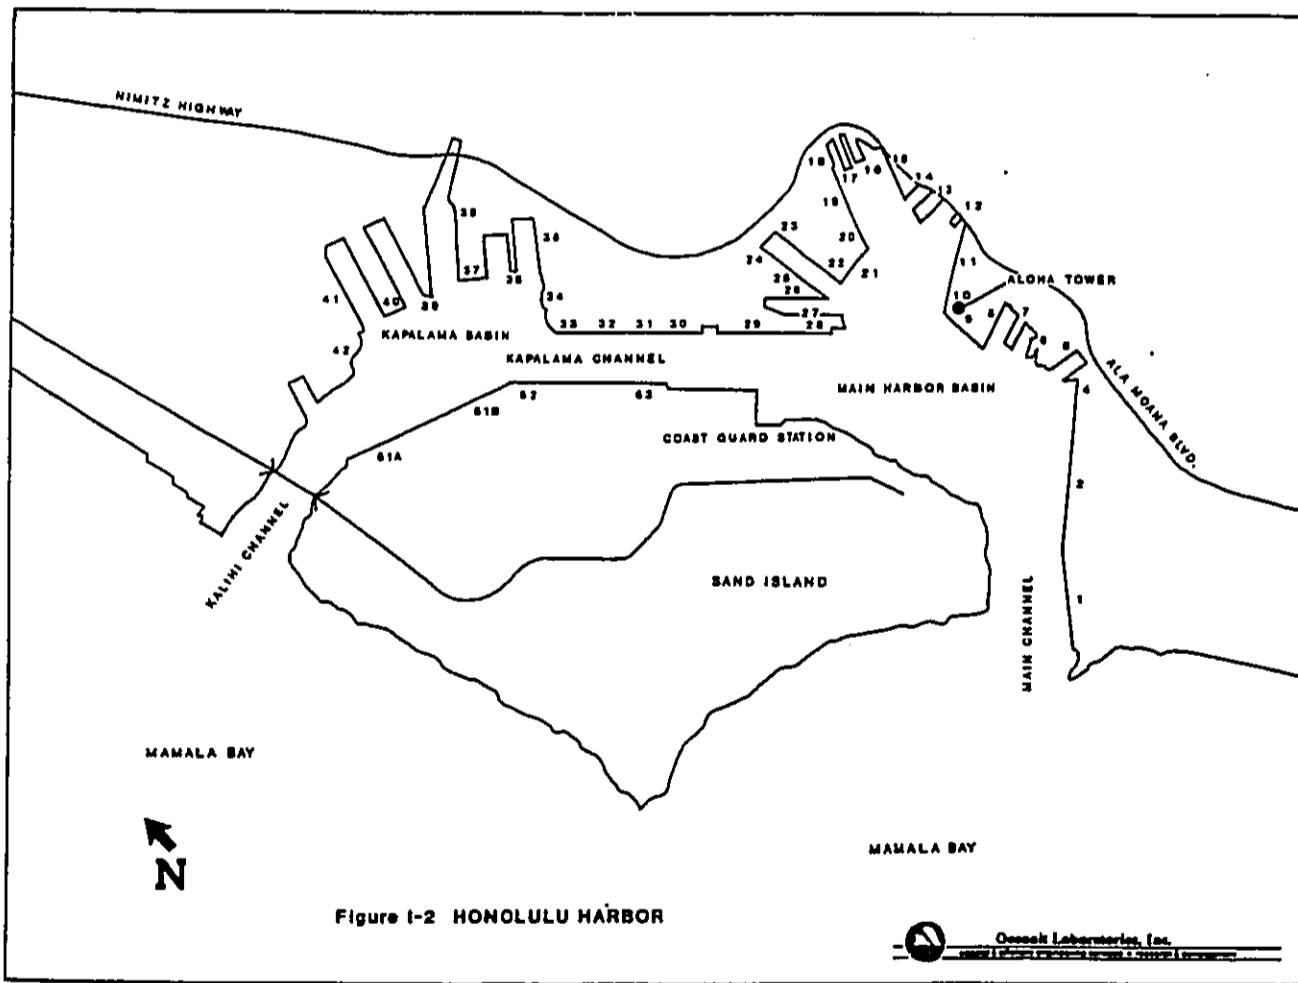 NIMITZ HIGHWAY
18
17
16
15
14
13
12
38
19
36
23
20
24
22
21
11
37
35
25
26
10
ALOHA TOWER
41
40
39
34
27
9
8
7
6
5
33
32
31
30
29
28
KAPALAMA BASIN
42
KAPALAMA CHANNEL
MAIN HARBOR BASIN
4
ALA MOANA BLVD.
52
53
51B
COAST GUARD STATION
51A
2
KALIHI CHANNEL
SAND ISLAND
1
MAIN CHANNEL
MAMALA BAY
N
MAMALA BAY
Figure I-2 HONOLULU HARBOR
Oceanit Laboratories, Inc.